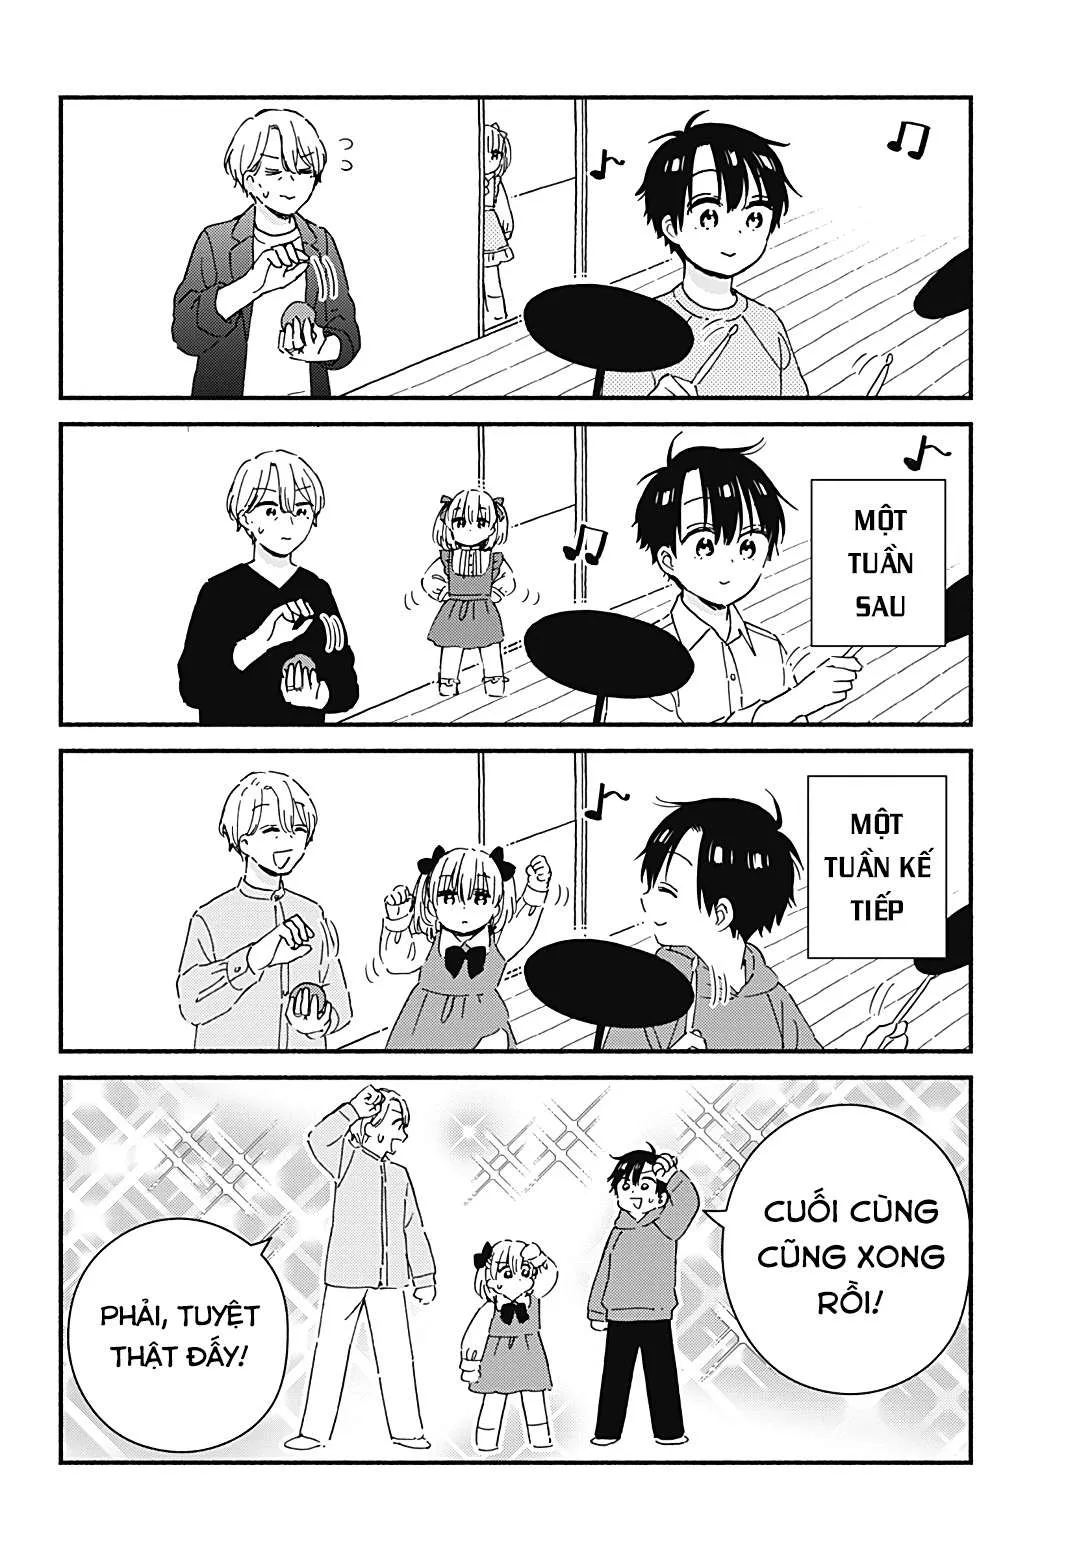 MỘT
TUẦN
SAU
MỘT
TUẦN KẾ
TIẾP
CUỐI CÙNG
CŨNG XONG
RỒI!
PHẢI, TUYỆT
THẬT ĐẤY!